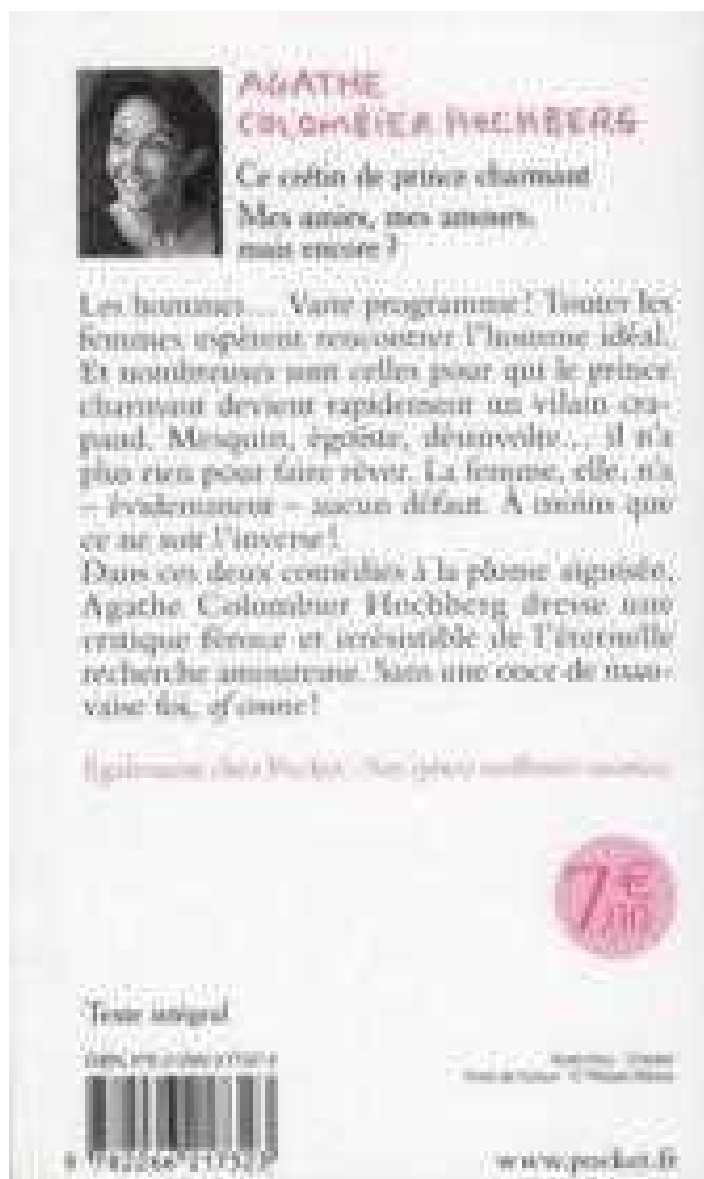 AGATHE
COLOMBIER HOCHBERG
Ce crétin de prince charmant
Mes amies, mes amours,
mais encore ?
Les hommes... Vaste programme ! Toutes les
femmes espèrent rencontrer l'homme idéal.
Et nombreuses sont celles pour qui le prince
charmant devient rapidement un vilain cra-
paud. Mesquin, égoïste, désinvolte... il n'a
plus rien pour faire rêver. La femme, elle, n'a
– évidemment – aucun défaut. À moins que
ce ne soit l'inverse !
Dans ces deux comédies à la plume aiguisée,
Agathe Colombier Hochberg dresse une
critique féroce et irrésistible de l'éternelle
recherche amoureuse. Sans une once de mau-
vaise foi, of course !
Également chez Pocket :
7 €
Texte intégral
ISBN
www.pocket.fr